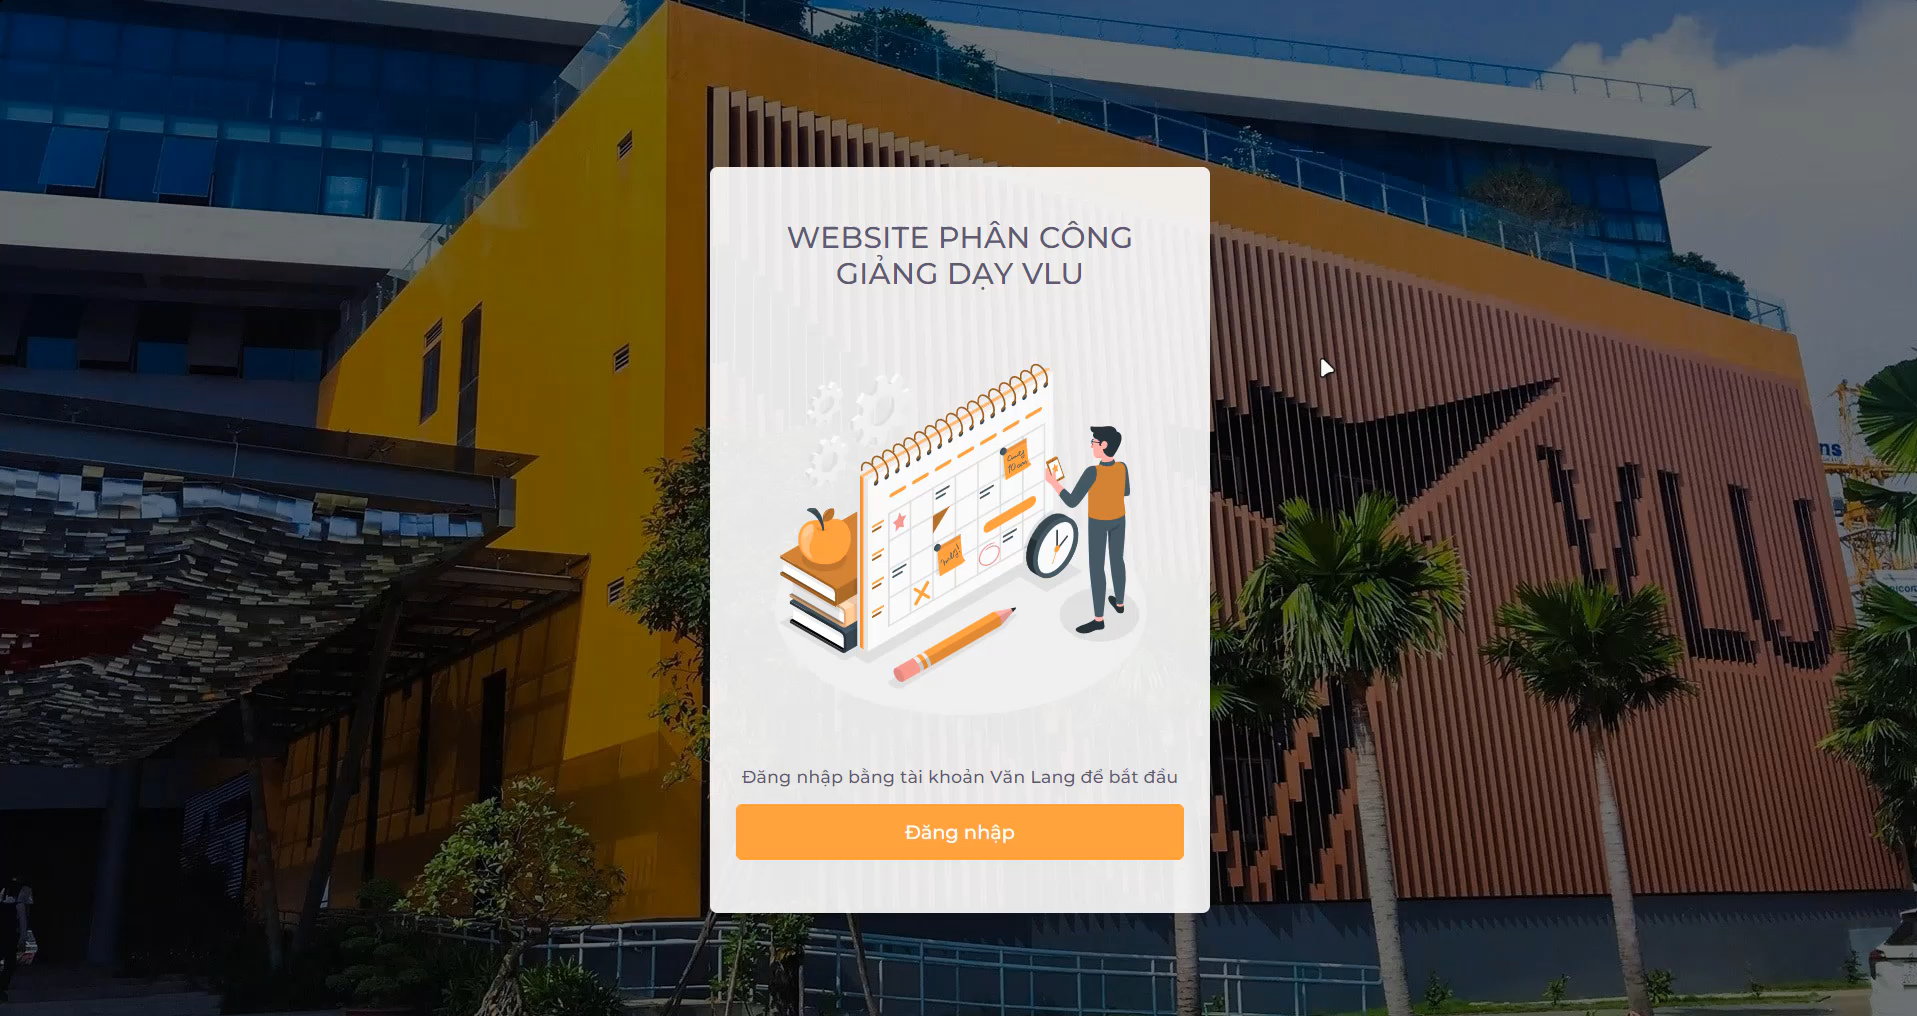 WEBSITE PHÂN CÔNG
GIẢNG DẠY VLU
Đăng nhập bằng tài khoản Văn Lang để bắt đầu
Đăng nhập
VLU